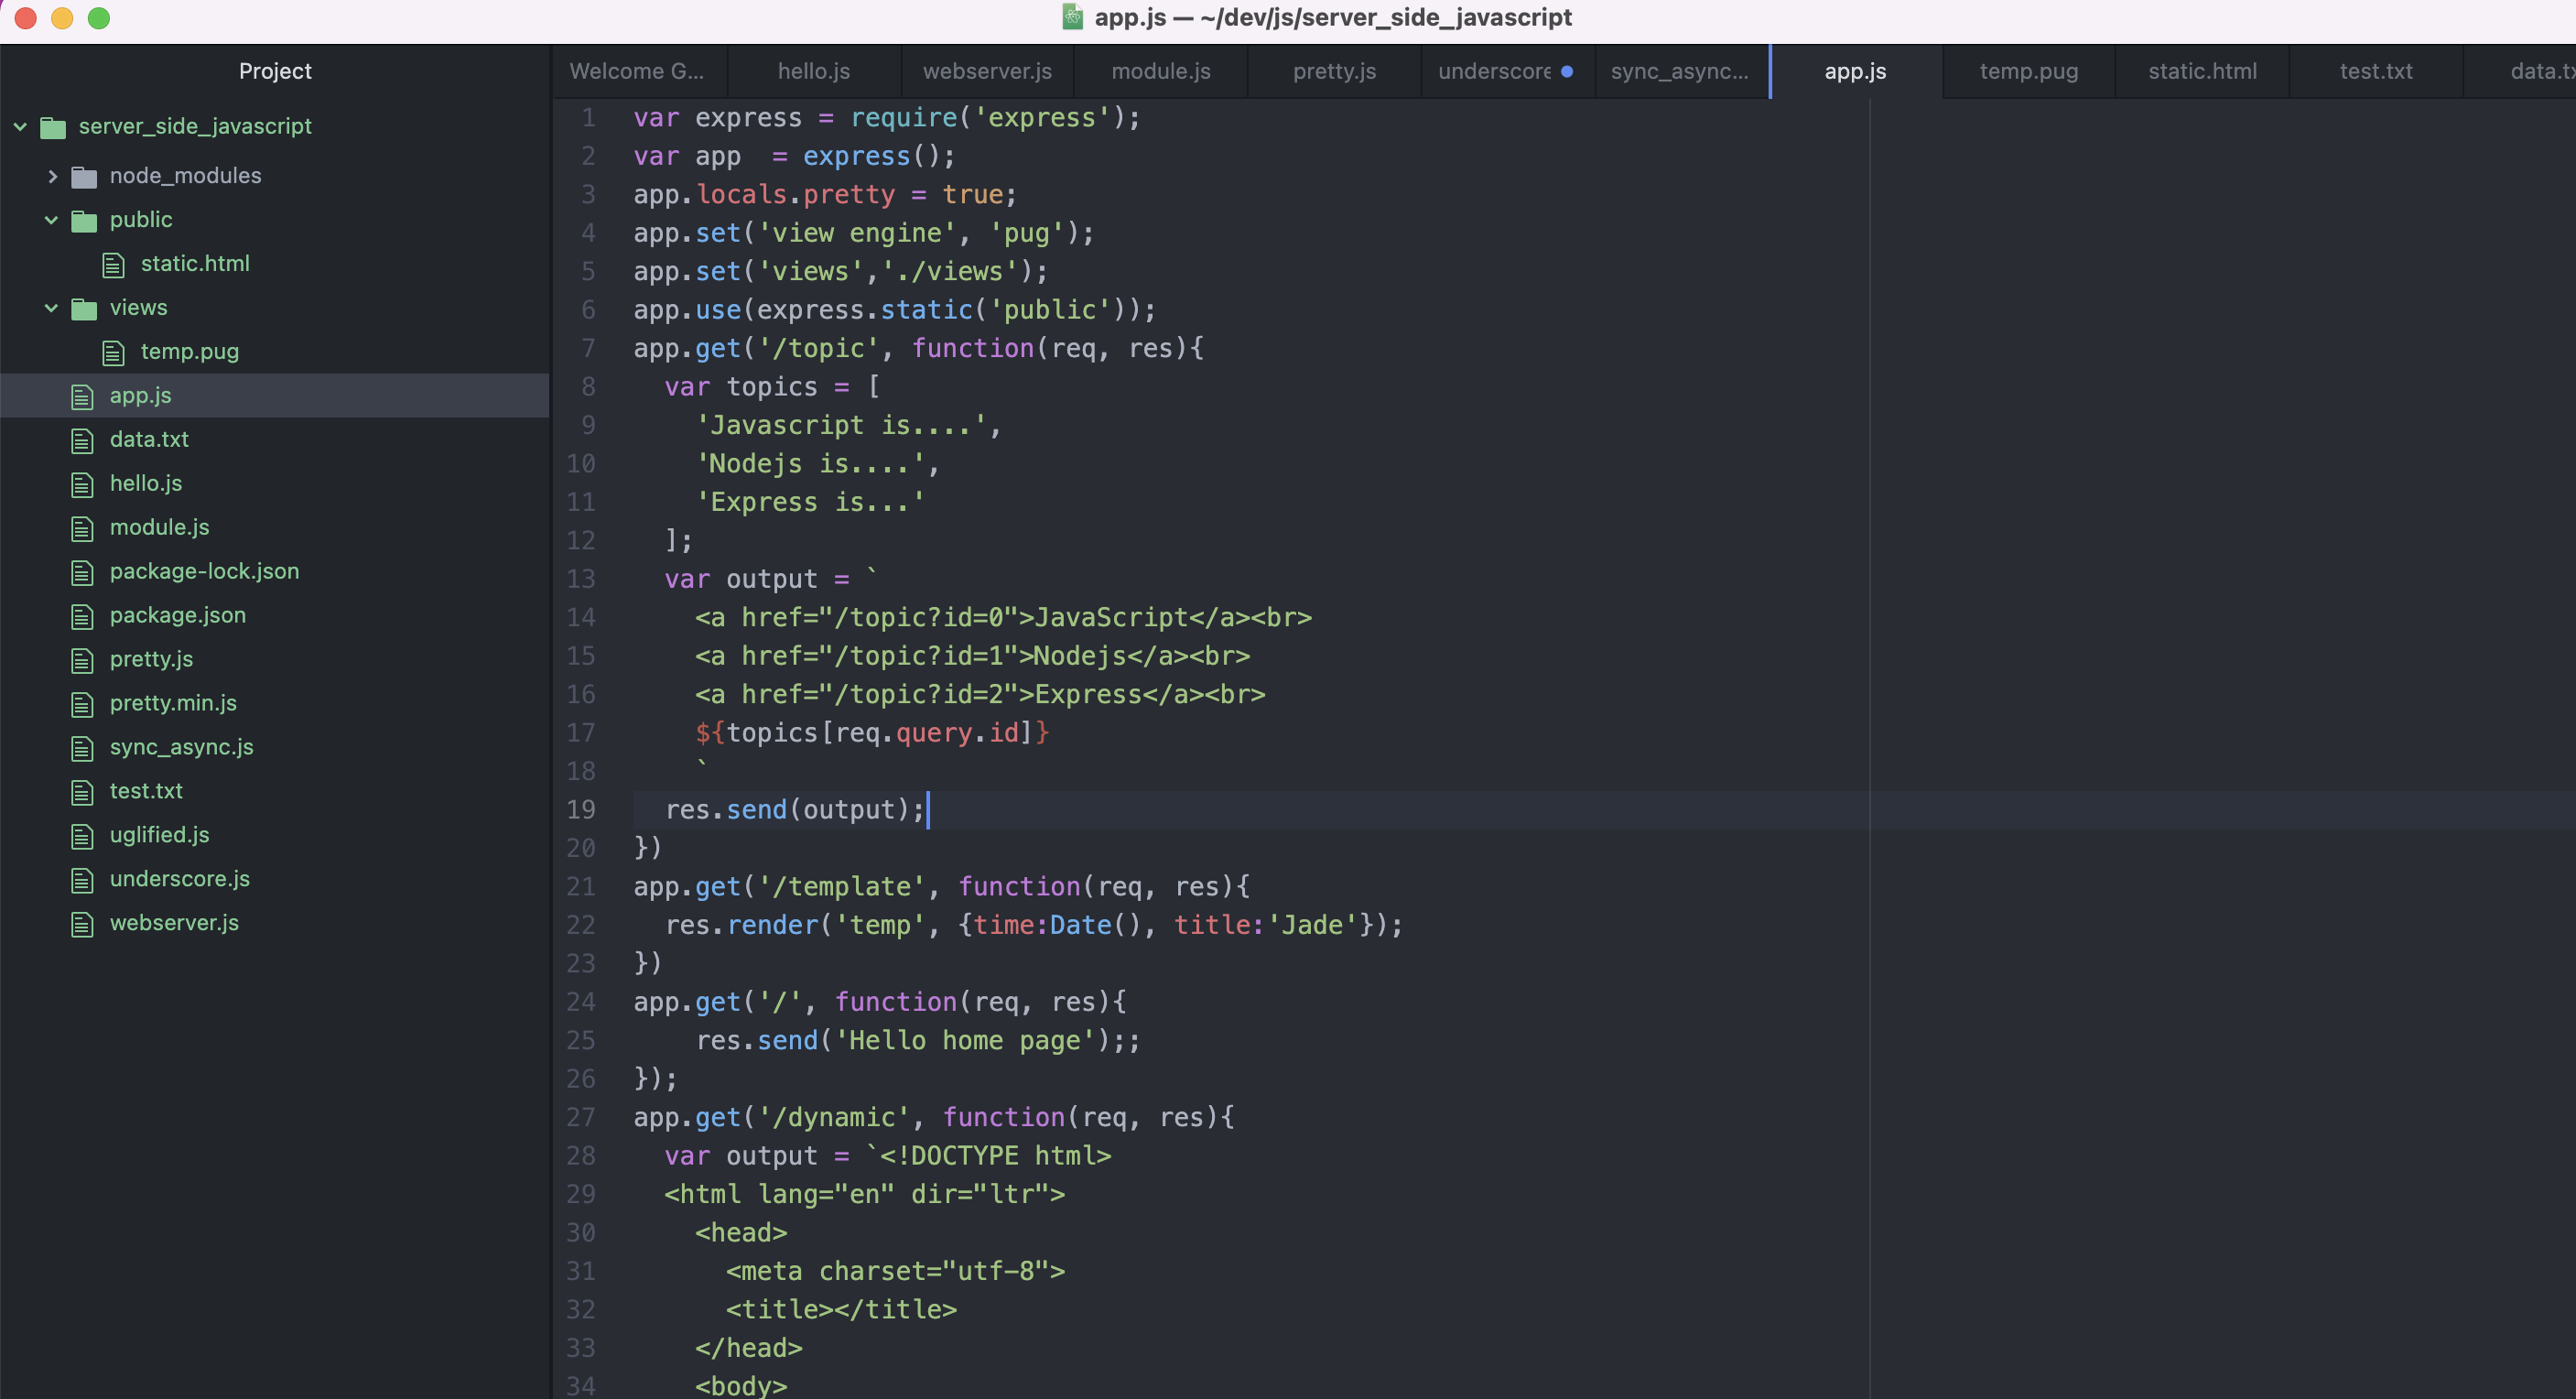 app.js — ~/dev/js/server_side_javascript
Project
server_side_javascript
node_modules
public
static.html
views
temp.pug
app.js
data.txt
hello.js
module.js
package-lock.json
package.json
pretty.js
pretty.min.js
sync_async.js
test.txt
uglified.js
underscore.js
webserver.js
Welcome G... hello.js webserver.js module.js pretty.js underscore sync_async... app.js temp.pug static.html test.txt data.tx
1 var express = require('express');
2 var app  = express();
3 app.locals.pretty = true;
4 app.set('view engine', 'pug');
5 app.set('views','./views');
6 app.use(express.static('public'));
7 app.get('/topic', function(req, res){
8   var topics = [
9     'Javascript is....',
10     'Nodejs is....',
11     'Express is...'
12   ];
13   var output = `
14     <a href="/topic?id=0">JavaScript</a><br>
15     <a href="/topic?id=1">Nodejs</a><br>
16     <a href="/topic?id=2">Express</a><br>
17     ${topics[req.query.id]}
18     `
19   res.send(output);
20 })
21 app.get('/template', function(req, res){
22   res.render('temp', {time:Date(), title:'Jade'});
23 })
24 app.get('/', function(req, res){
25     res.send('Hello home page');;
26 });
27 app.get('/dynamic', function(req, res){
28   var output = `<!DOCTYPE html>
29   <html lang="en" dir="ltr">
30     <head>
31       <meta charset="utf-8">
32       <title></title>
33     </head>
34     <body>